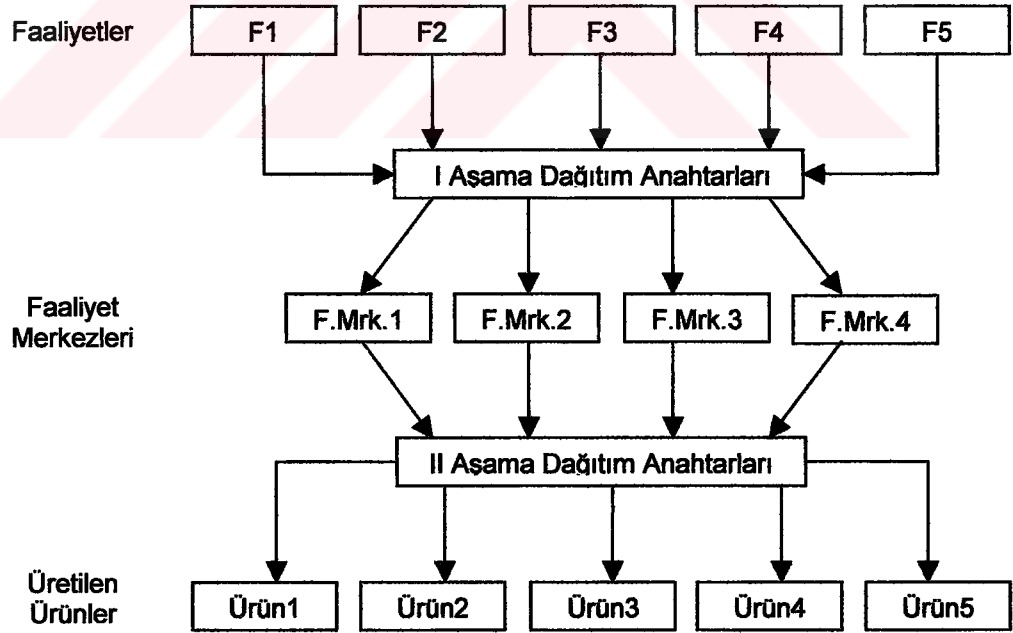 Faaliyetler
F1
F2
F3
F4
F5
I Aşama Dağıtım Anahtarları
Faaliyet
Merkezleri
F.Mrk.1
F.Mrk.2
F.Mrk.3
F.Mrk.4
II Aşama Dağıtım Anahtarları
Üretilen
Ürünler
Ürün1
Ürün2
Ürün3
Ürün4
Ürün5